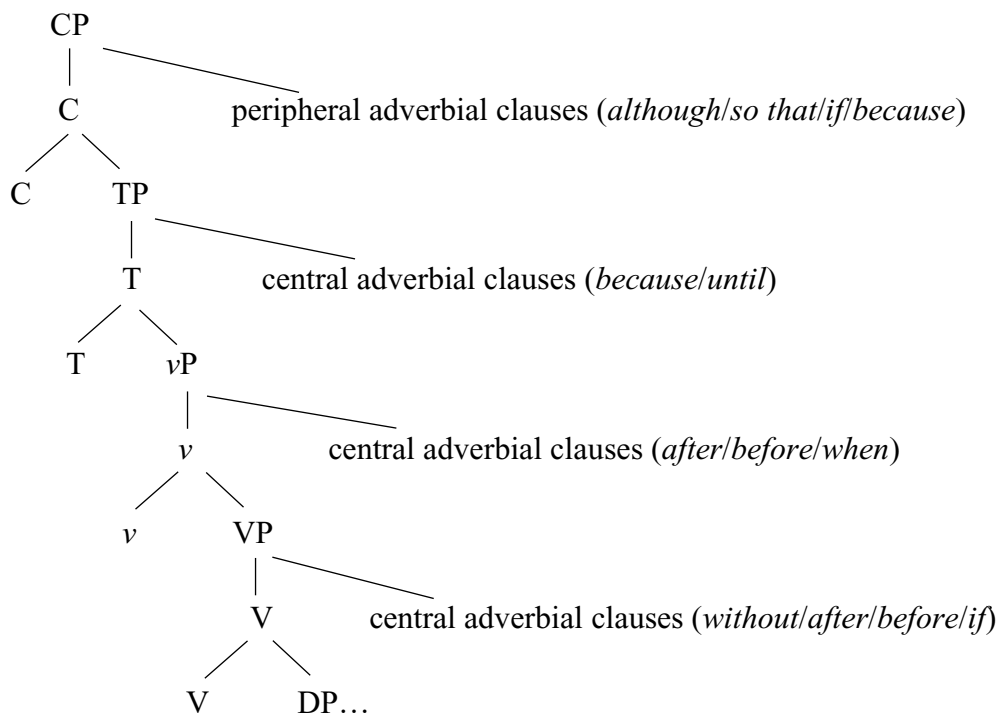 CP
C peripheral adverbial clauses (although/so that/if/because)
C TP
T central adverbial clauses (because/until)
T vP
v central adverbial clauses (after/before/when)
v VP
V central adverbial clauses (without/after/before/if)
V DP…